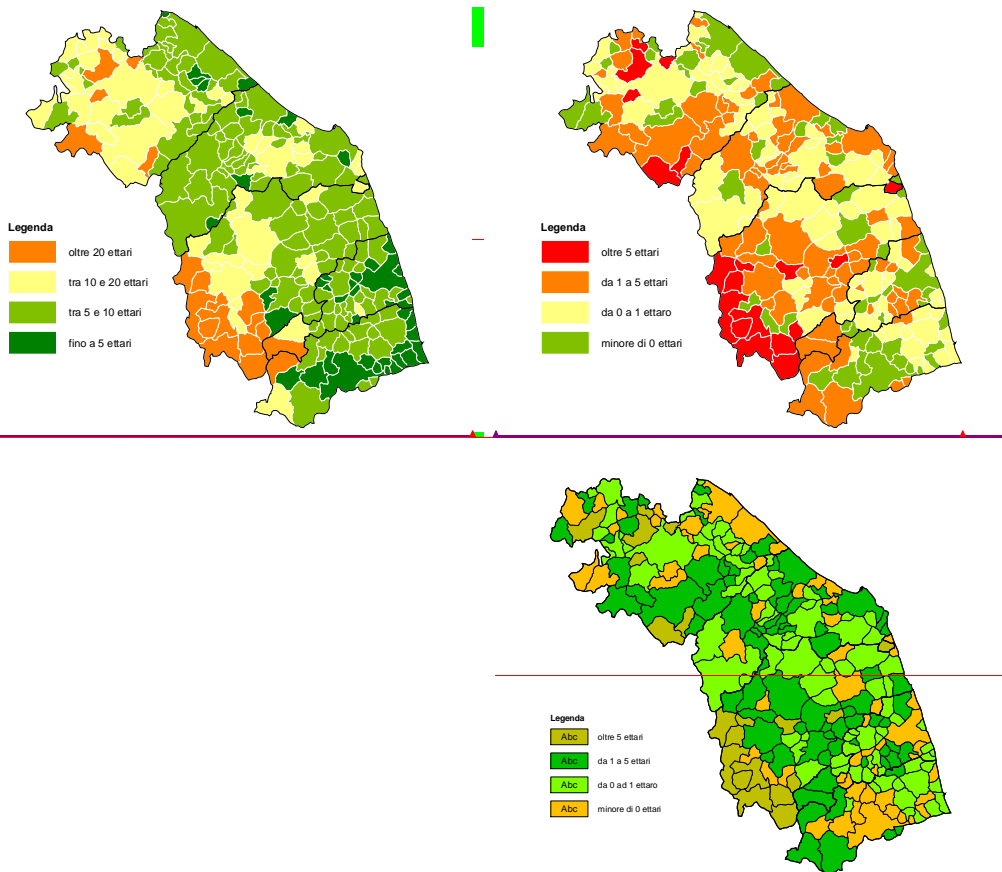 Legenda
oltre 20 ettari
tra 10 e 20 ettari
tra 5 e 10 ettari
fino a 5 ettari
Legenda
oltre 5 ettari
da 1 a 5 ettari
da 0 a 1 ettaro
minore di 0 ettari
Legenda
Abc oltre 5 ettari
Abc da 1 a 5 ettari
Abc da 0 ad 1 ettaro
Abc minore di 0 ettari